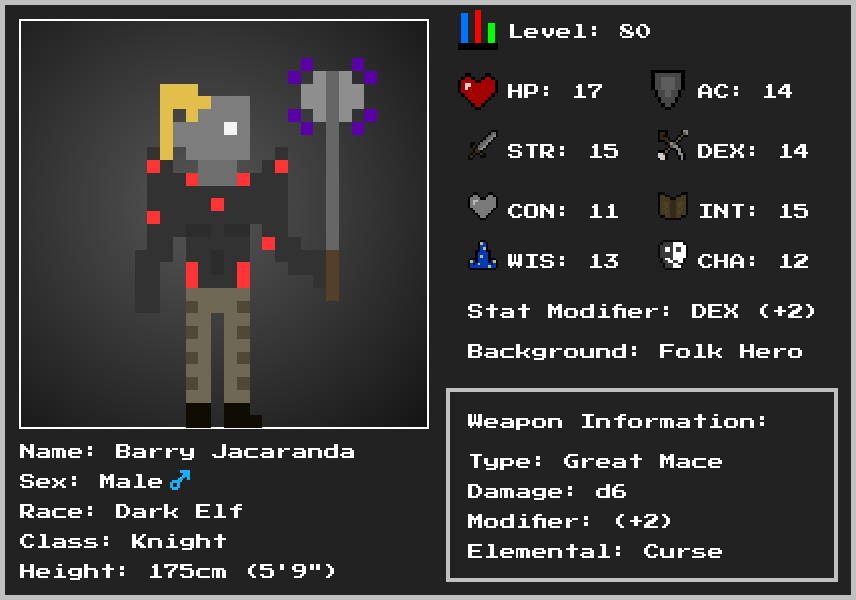 Level: 80
HP: 17
AC: 14
STR: 15
DEX: 14
CON: 11
INT: 15
WIS: 13
CHA: 12
Stat Modifier: DEX (+2)
Background: Folk Hero
Weapon Information:
Type: Great Mace
Damage: d6
Modifier: (+2)
Elemental: Curse
Name: Barry Jacaranda
Sex: Male♂
Race: Dark Elf
Class: Knight
Height: 175cm (5'9")